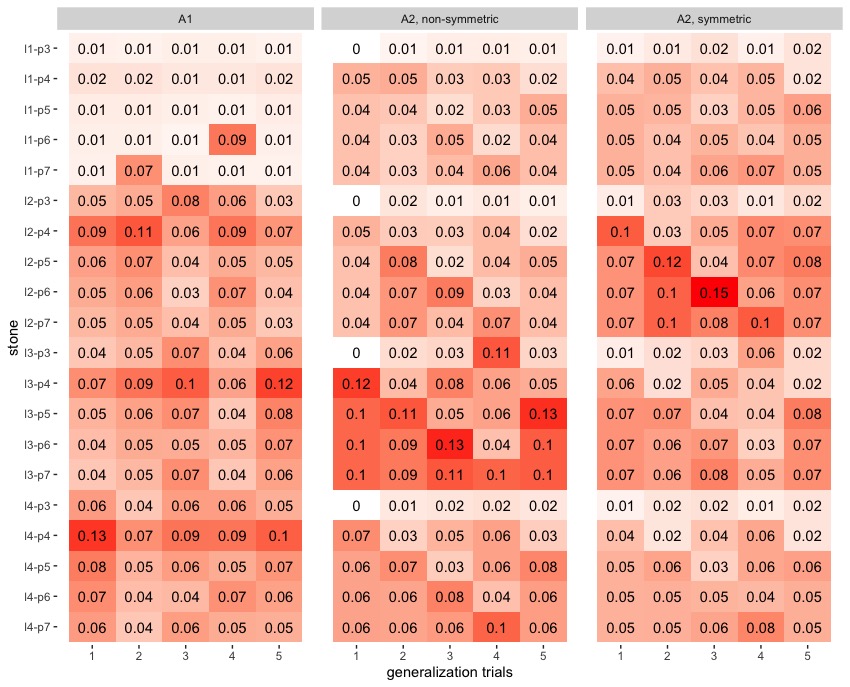 A1 A2, non-symmetric A2, symmetric
l1-p3 0.01 0.01 0.01 0.01 0.01 0 0.01 0.01 0.01 0.01 0.01 0.01 0.02 0.01 0.02
l1-p4 0.02 0.02 0.01 0.01 0.02 0.05 0.05 0.03 0.03 0.02 0.04 0.05 0.04 0.05 0.02
l1-p5 0.01 0.01 0.01 0.01 0.01 0.04 0.04 0.02 0.03 0.05 0.05 0.05 0.03 0.05 0.06
l1-p6 0.01 0.01 0.01 0.09 0.01 0.04 0.03 0.05 0.02 0.04 0.05 0.04 0.05 0.04 0.05
l1-p7 0.01 0.07 0.01 0.01 0.01 0.04 0.03 0.04 0.06 0.04 0.05 0.04 0.06 0.07 0.05
l2-p3 0.05 0.05 0.08 0.06 0.03 0 0.02 0.01 0.01 0.01 0.01 0.03 0.03 0.01 0.02
l2-p4 0.09 0.11 0.06 0.09 0.07 0.05 0.03 0.03 0.04 0.02 0.1 0.03 0.05 0.07 0.07
l2-p5 0.06 0.07 0.04 0.05 0.05 0.04 0.08 0.02 0.04 0.05 0.07 0.12 0.04 0.07 0.08
l2-p6 0.05 0.06 0.03 0.07 0.04 0.04 0.07 0.09 0.03 0.04 0.07 0.1 0.15 0.06 0.07
l2-p7 0.05 0.05 0.04 0.05 0.03 0.04 0.07 0.04 0.07 0.04 0.07 0.1 0.08 0.1 0.07
stone
l3-p3 0.04 0.05 0.07 0.04 0.06 0 0.02 0.03 0.11 0.03 0.01 0.02 0.03 0.06 0.02
l3-p4 0.07 0.09 0.1 0.06 0.12 0.12 0.04 0.08 0.06 0.05 0.06 0.02 0.05 0.04 0.02
l3-p5 0.05 0.06 0.07 0.04 0.08 0.1 0.11 0.05 0.06 0.13 0.07 0.07 0.04 0.04 0.08
l3-p6 0.04 0.05 0.05 0.05 0.07 0.1 0.09 0.13 0.04 0.1 0.07 0.06 0.07 0.03 0.07
l3-p7 0.04 0.05 0.07 0.04 0.06 0.1 0.09 0.11 0.1 0.1 0.07 0.06 0.08 0.05 0.07
l4-p3 0.06 0.04 0.06 0.06 0.05 0 0.01 0.02 0.02 0.02 0.01 0.02 0.02 0.01 0.02
l4-p4 0.13 0.07 0.09 0.09 0.1 0.07 0.03 0.05 0.06 0.03 0.04 0.02 0.04 0.06 0.02
l4-p5 0.08 0.05 0.06 0.05 0.07 0.06 0.07 0.03 0.06 0.08 0.05 0.06 0.03 0.06 0.06
l4-p6 0.07 0.04 0.04 0.07 0.06 0.06 0.06 0.08 0.04 0.06 0.05 0.05 0.05 0.04 0.05
l4-p7 0.06 0.04 0.06 0.05 0.05 0.06 0.06 0.06 0.1 0.06 0.05 0.05 0.06 0.08 0.05
1 2 3 4 5 1 2 3 4 5 1 2 3 4 5
generalization trials